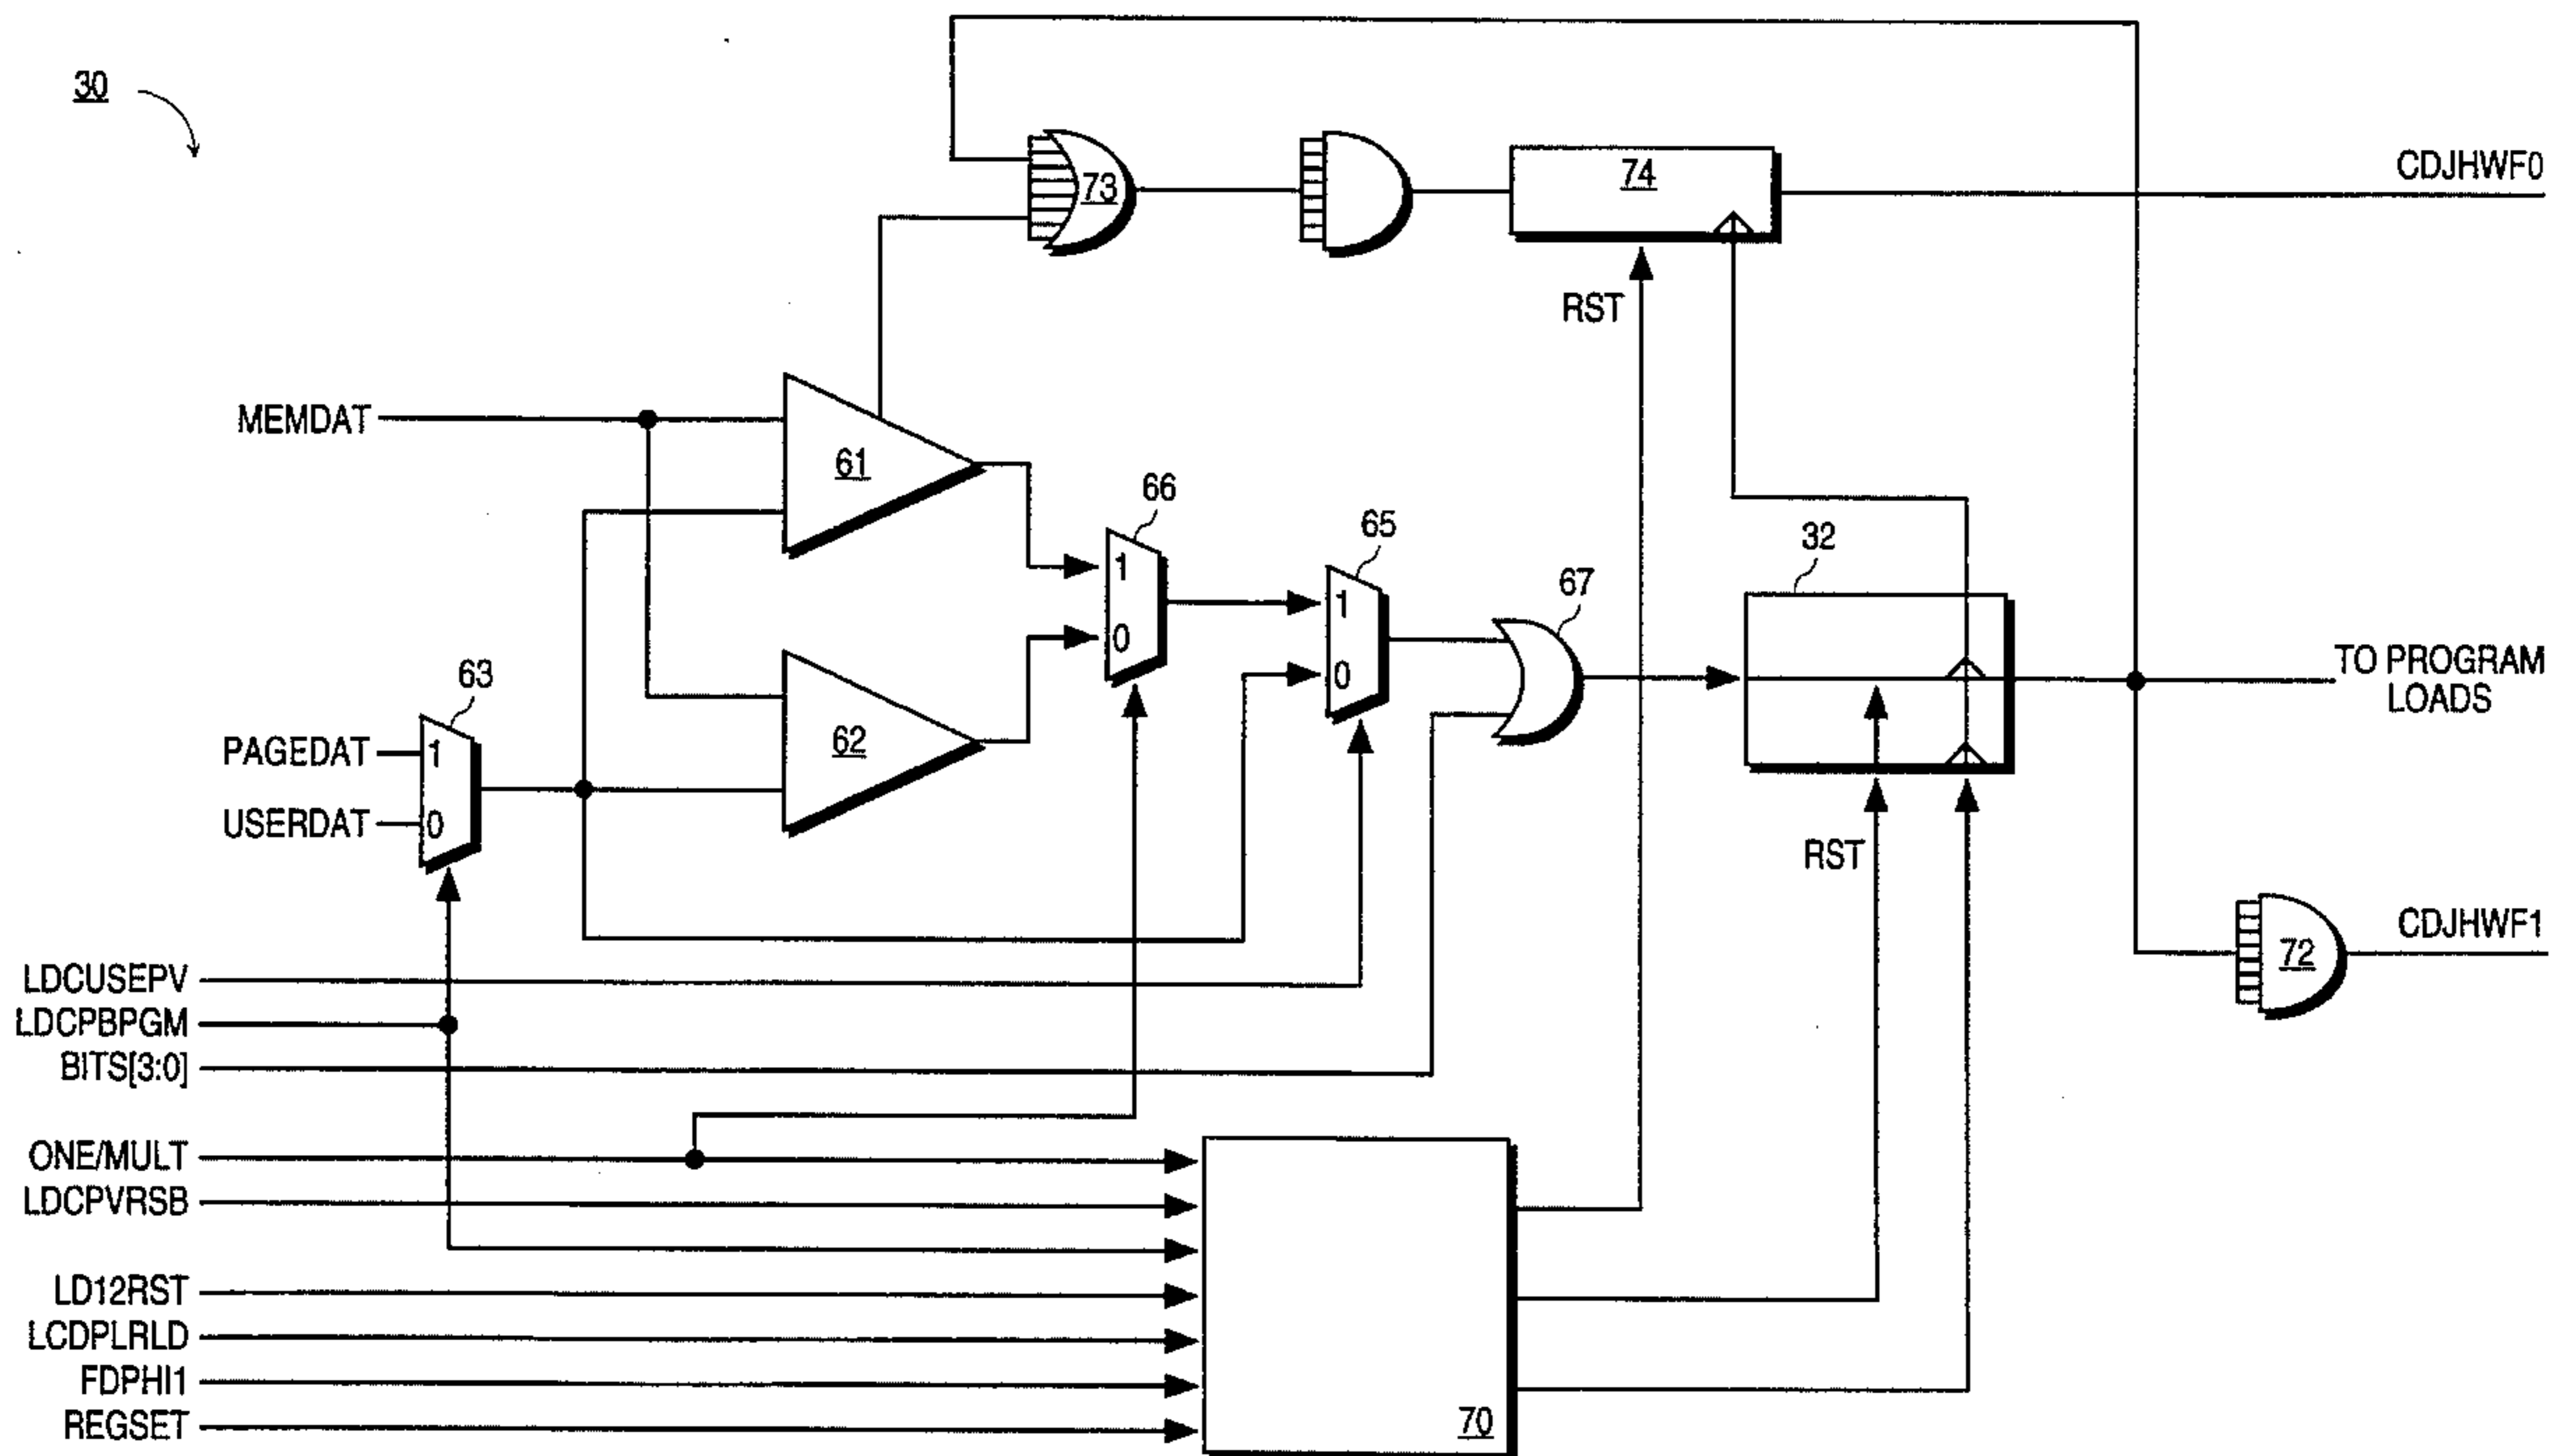 30
73
74
CDJHWF0
RST
MEMDAT
61
66
65
1
0
67
32
1
0
63
62
PAGEDAT
1
USERDAT
0
TO PROGRAM
LOADS
RST
72
CDJHWF1
LDCUSEPV
LDCPBPGM
BITS[3:0]
ONE/MULT
LDCPVRSB
LD12RST
LCDPLRLD
FDPHI1
REGSET
70